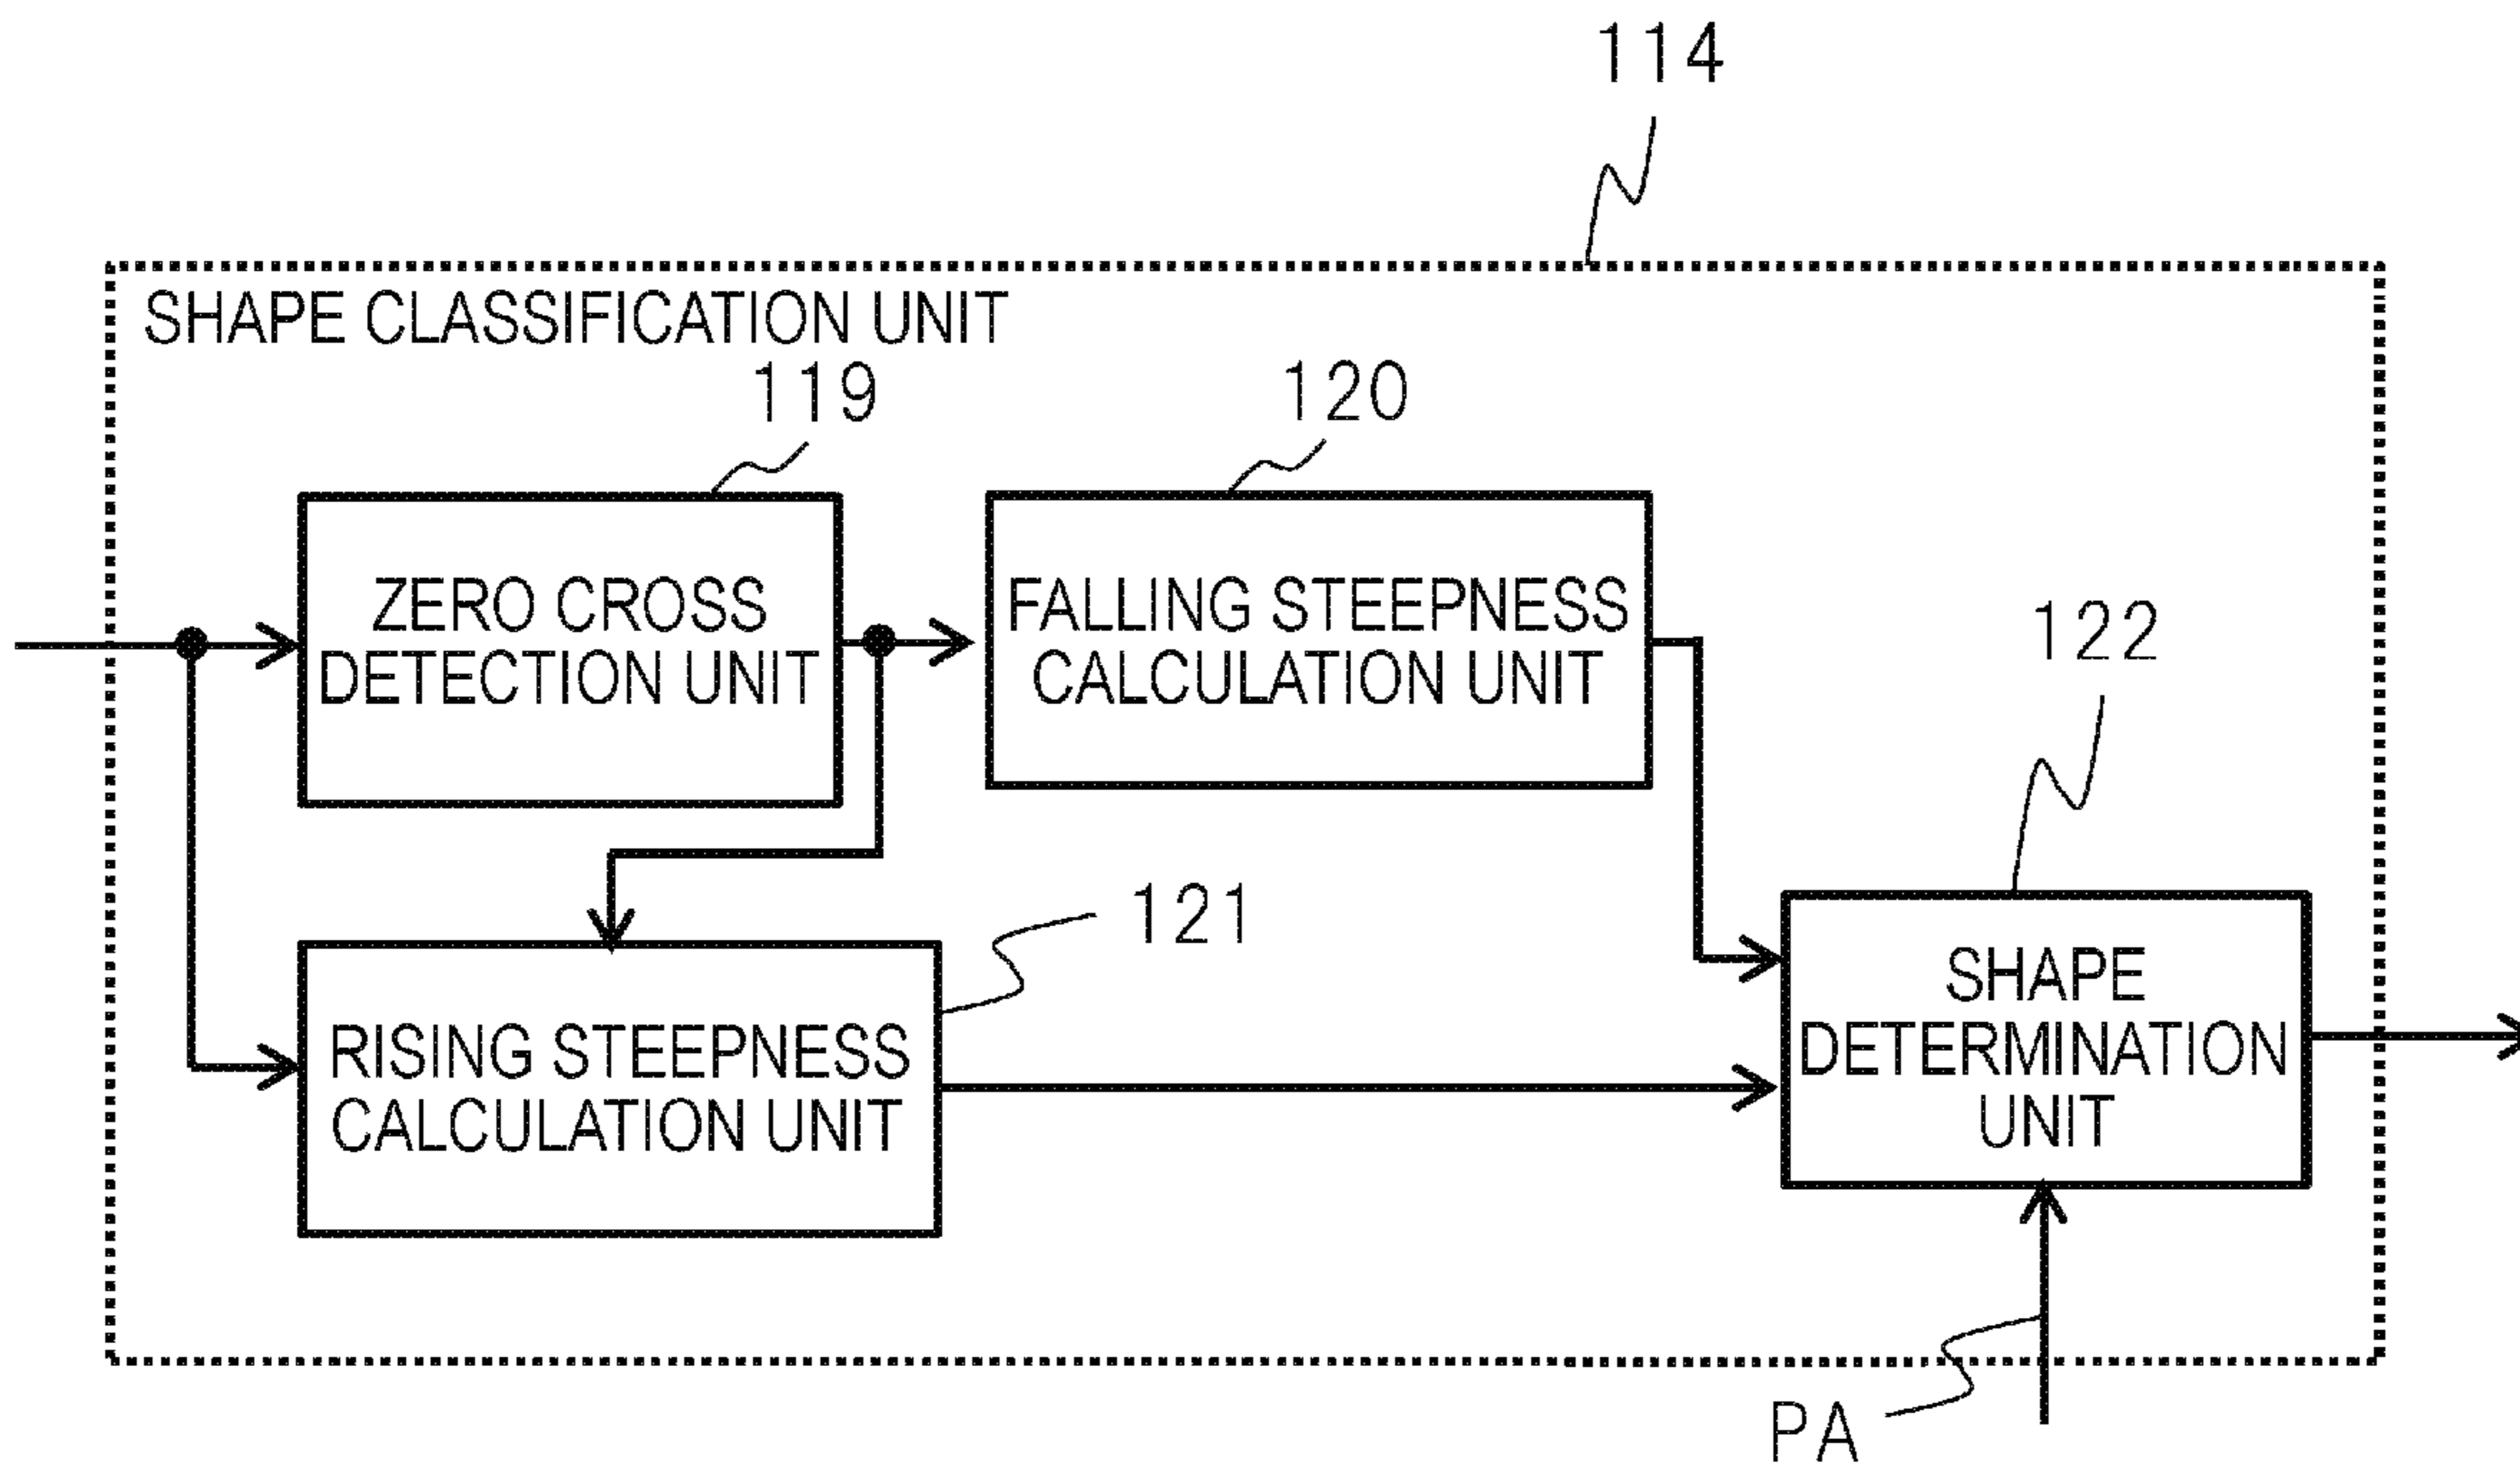 114
SHAPE CLASSIFICATION UNIT
119
120
ZERO CROSS
DETECTION UNIT
FALLING STEEPNESS
CALCULATION UNIT
122
121
RISING STEEPNESS
CALCULATION UNIT
SHAPE
DETERMINATION
UNIT
PA